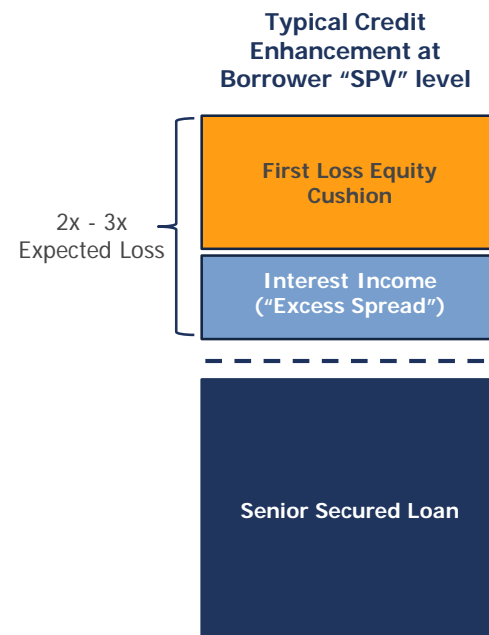 Typical Credit
Enhancement at
Borrower “SPV” level
First Loss Equity
Cushion
2x - 3x
Expected Loss
Interest Income
(“Excess Spread”)
Senior Secured Loan